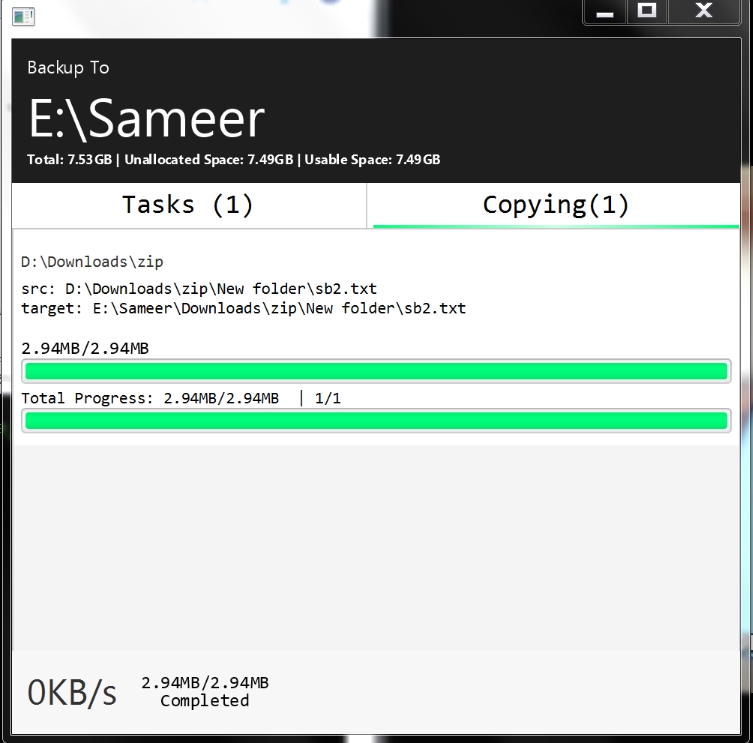 Backup To
E:\Sameer
Total: 7.53GB | Unallocated Space: 7.49GB | Usable Space: 7.49GB
Tasks (1)
Copying(1)
D:\Downloads\zip
src: D:\Downloads\zip\New folder\sb2.txt
target: E:\Sameer\Downloads\zip\New folder\sb2.txt
2.94MB/2.94MB
Total Progress: 2.94MB/2.94MB | 1/1
0KB/s
2.94MB/2.94MB
Completed